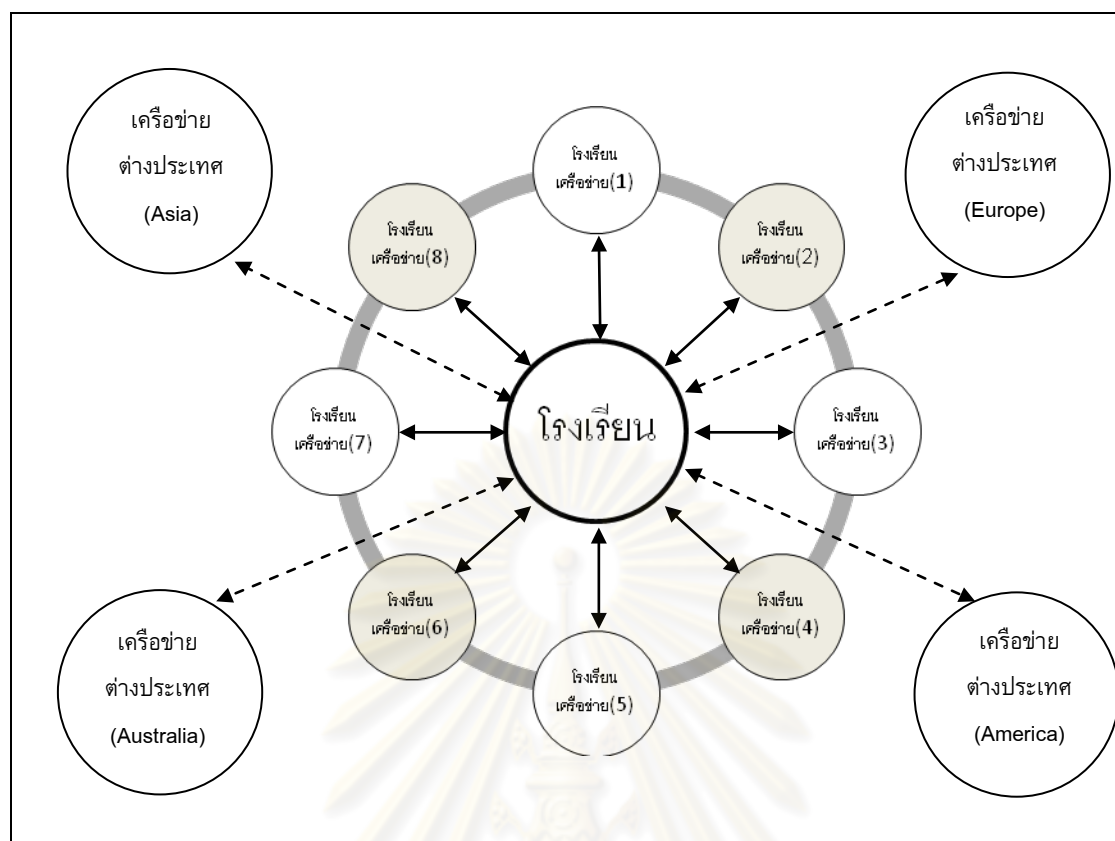 เครือข่าย
ต่างประเทศ
(Asia)
เครือข่าย
ต่างประเทศ
(Europe)
โรงเรียน
เครือข่าย(1)
โรงเรียน
เครือข่าย(8)
โรงเรียน
เครือข่าย(2)
โรงเรียน
เครือข่าย(7)
โรงเรียน
โรงเรียน
เครือข่าย(3)
โรงเรียน
เครือข่าย(6)
โรงเรียน
เครือข่าย(4)
เครือข่าย
ต่างประเทศ
(Australia)
โรงเรียน
เครือข่าย(5)
เครือข่าย
ต่างประเทศ
(America)